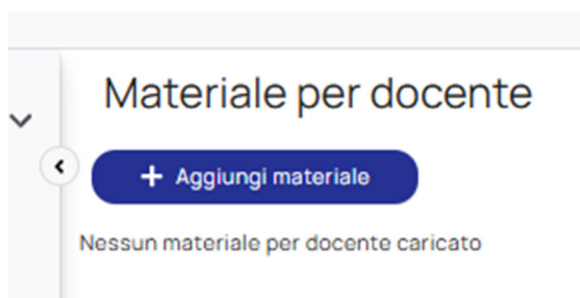 Materiale per docente
+ Aggiungi materiale
Nessun materiale per docente caricato